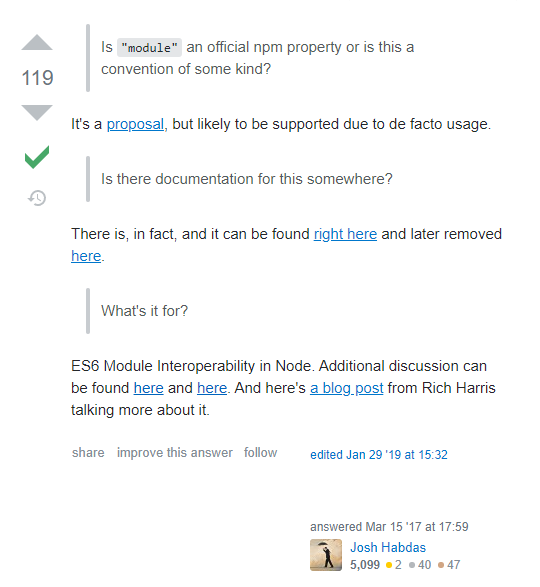 Is "module" an official npm property or is this a
convention of some kind?
119
It's a proposal, but likely to be supported due to de facto usage.
Is there documentation for this somewhere?
There is, in fact, and it can be found right here and later removed
here.
What's it for?
ES6 Module Interoperability in Node. Additional discussion can
be found here and here. And here's a blog post from Rich Harris
talking more about it.
share improve this answer follow
edited Jan 29 '19 at 15:32
answered Mar 15 '17 at 17:59
Josh Habdas
5,099 2 40 47